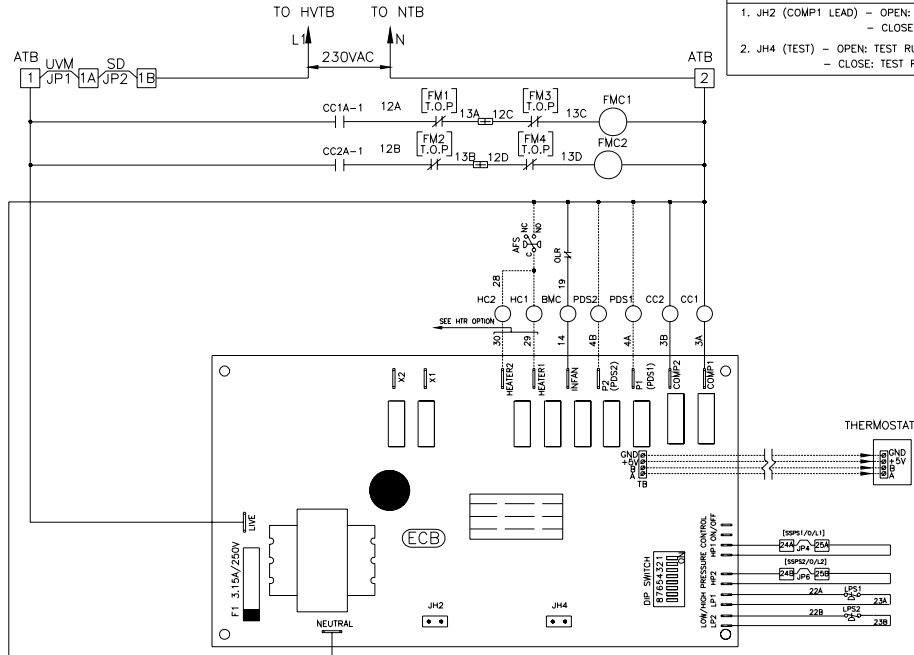 TO HVTB
TO NTB
L1
N
230VAC
ATB
1
UVM
JP1
1A
SD
JP2
1B
ATB
2
1. JH2 (COMP1 LEAD) - OPEN:
- CLOSE
2. JH4 (TEST) - OPEN: TEST RU
- CLOSE: TEST R
CC1A-1
12A
[FM1
T.O.P]
13A
12C
[FM3
T.O.P]
13C
FMC1
CC2A-1
12B
[FM2
T.O.P]
13B
12D
[FM4
T.O.P]
13D
FMC2
AFS
NC
NO
C
OLR
28
19
HC2
HC1
BMC
PDS2
PDS1
CC2
CC1
SEE HTR OPTION
30
29
14
4B
4A
3B
3A
X2
X1
HEATER2
HEATER1
INFAN
P2
(PDS2)
P1
(PDS1)
COMP2
COMP1
THERMOSTAT
GND
+5V
B
A
TB
GND
+5V
B
A
LIVE
F1 3.15A/250V
ECB
NEUTRAL
JH2
JH4
DIP SWITCH
87654321
ON
LOW/HIGH PRESSURE CONTROL
ON/OFF
HP1
HP2
LP1
LP2
[SSPS1/O/L1]
24A
JP4
25A
[SSPS2/O/L2]
24B
JP6
25B
22A
LPS1
23A
22B
LPS2
23B